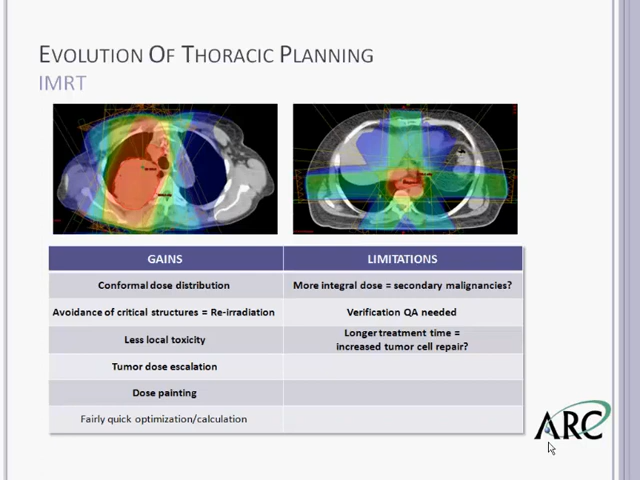 EVOLUTION OF THORACIC PLANNING
IMRT
GAINS
LIMITATIONS
Conformal dose distribution
More integral dose = secondary malignancies?
Avoidance of critical structures = Re-irradiation
Verification QA needed
Less local toxicity
Longer treatment time =
increased tumor cell repair?
Tumor dose escalation
Dose painting
Fairly quick optimization/calculation
ARC